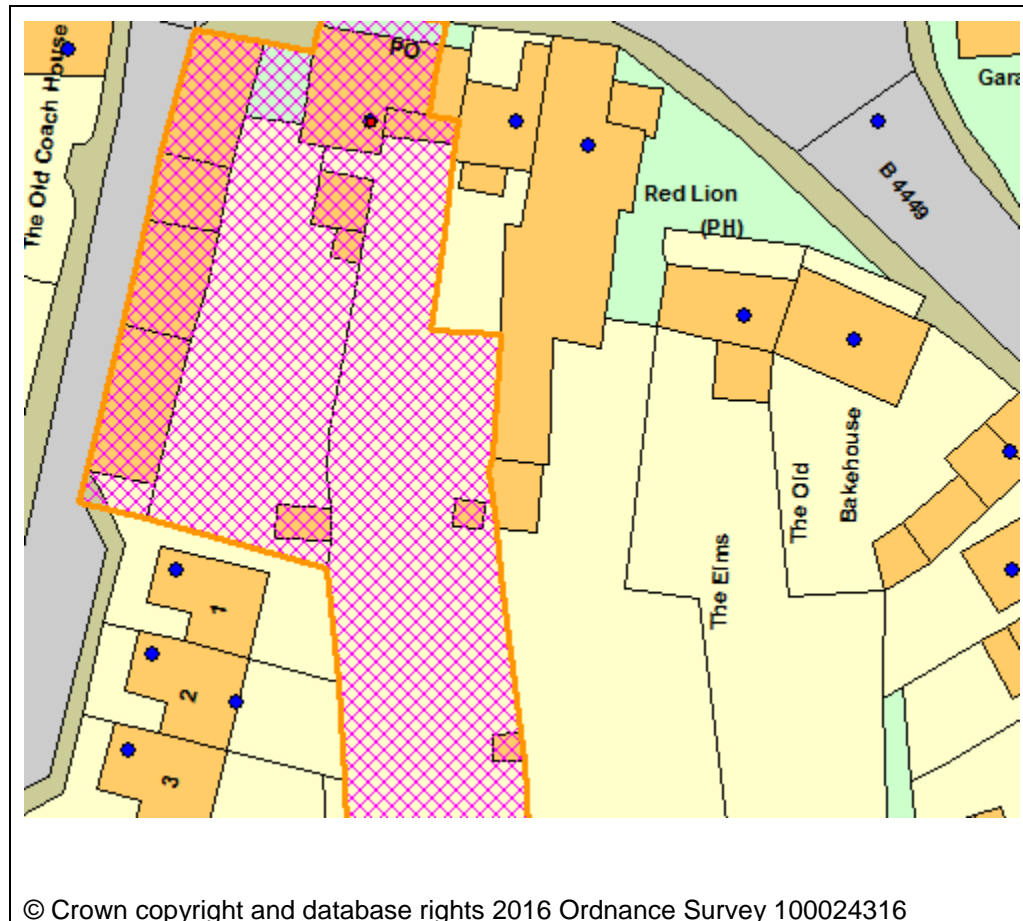 The Old Coach House
PO
Gara
B 4449
Red Lion
(PH)
The Old
Bakehouse
The Elms
1
2
3
© Crown copyright and database rights 2016 Ordnance Survey 100024316